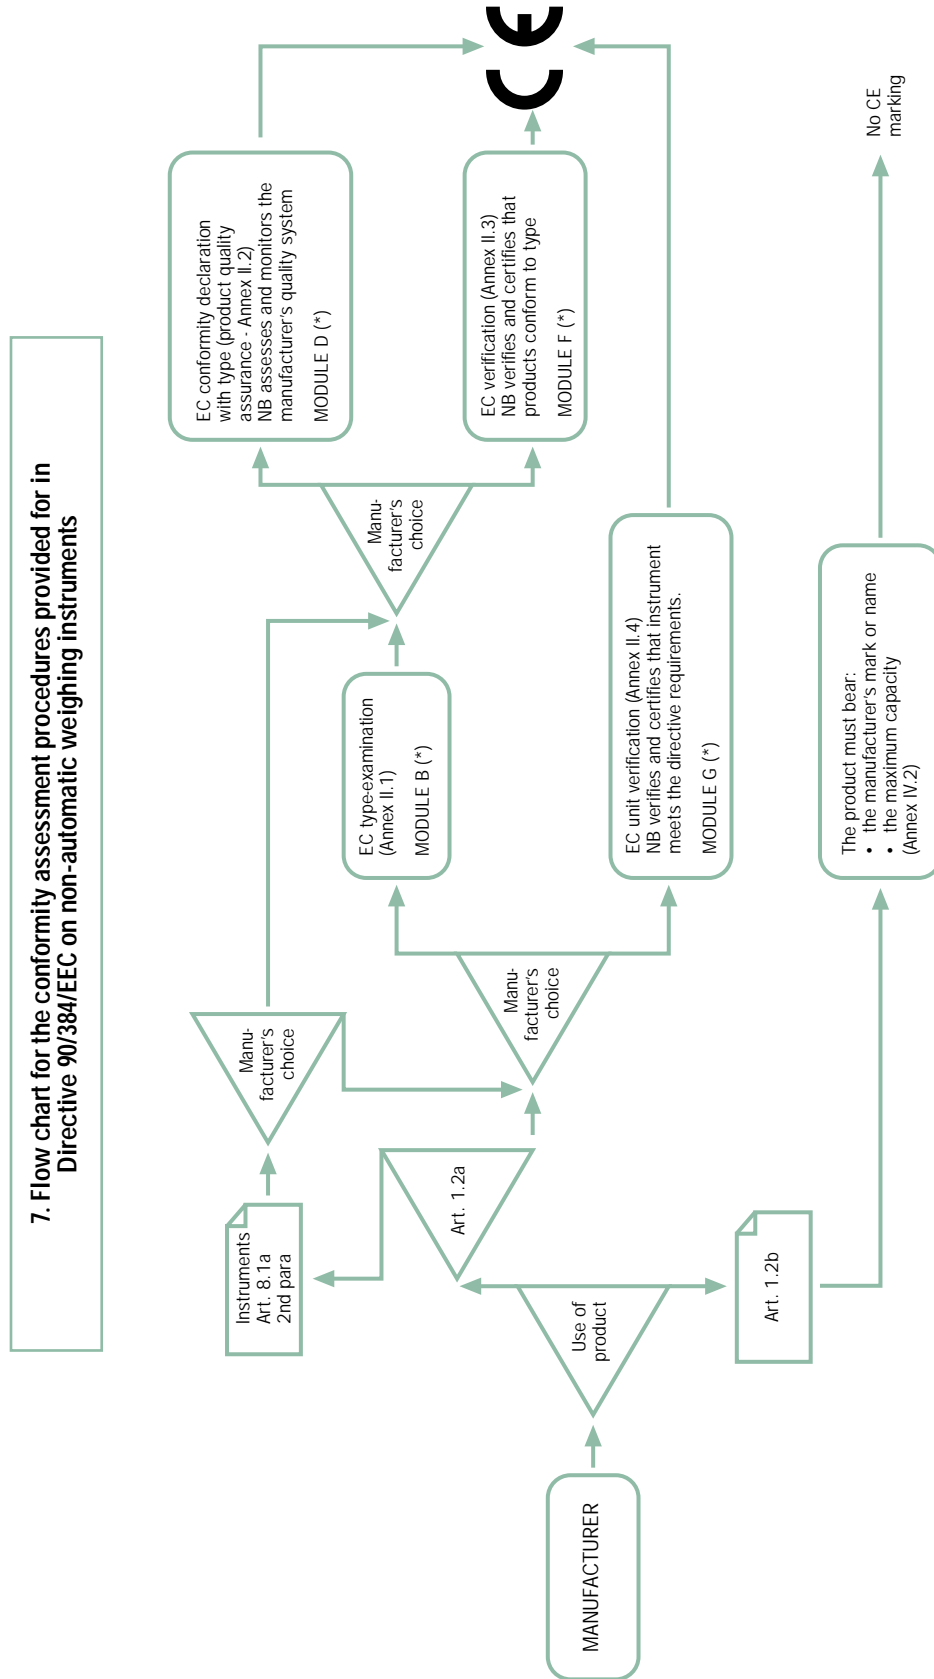 7. Flow chart for the conformity assessment procedures provided for in
Directive 90/384/EEC on non-automatic weighing instruments
MANUFACTURER
Use of
product
Art. 1.2a
Art. 1.2b
Instruments
Art. 8.1a
2nd para
Manu-
facturer's
choice
Manu-
facturer's
choice
EC type-examination
(Annex II.1)
MODULE B (*)
EC unit verification (Annex II.4)
NB verifies and certifies that instrument
meets the directive requirements.
MODULE G (*)
The product must bear:
• the manufacturer's mark or name
• the maximum capacity
(Annex IV.2)
Manu-
facturer's
choice
EC conformity declaration
with type (product quality
assurance - Annex II.2)
NB assesses and monitors the
manufacturer's quality system
MODULE D (*)
EC verification (Annex II.3)
NB verifies and certifies that
products conform to type
MODULE F (*)
CE
No CE
marking